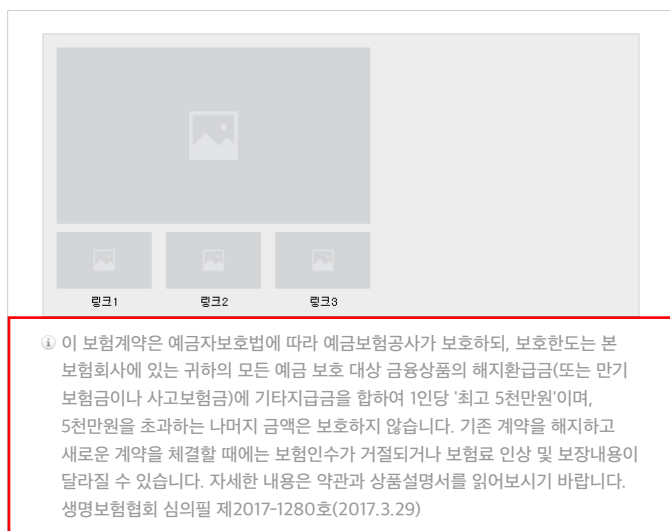 링크1 링크2 링크3
이 보험계약은 예금자보호법에 따라 예금보험공사가 보호하되, 보호한도는 본
보험회사에 있는 귀하의 모든 예금 보호 대상 금융상품의 해지환급금(또는 만기
보험금이나 사고보험금)에 기타지급금을 합하여 1인당 '최고 5천만원'이며,
5천만원을 초과하는 나머지 금액은 보호하지 않습니다. 기존 계약을 해지하고
새로운 계약을 체결할 때에는 보험인수가 거절되거나 보험료 인상 및 보장내용이
달라질 수 있습니다. 자세한 내용은 약관과 상품설명서를 읽어보시기 바랍니다.
생명보험협회 심의필 제2017-1280호(2017.3.29)